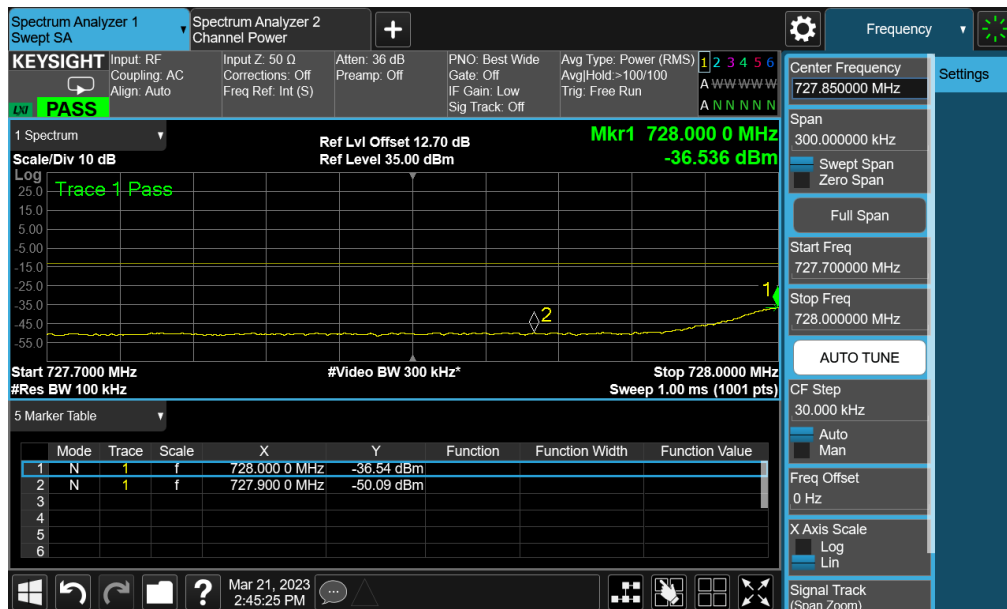 Spectrum Analyzer 1
Swept SA
Spectrum Analyzer 2
Channel Power
Frequency
KEYSIGHT
Input: RF
Coupling: AC
Align: Auto
Input Z: 50 Ω
Corrections: Off
Freq Ref: Int (S)
Atten: 36 dB
Preamp: Off
PNO: Best Wide
Gate: Off
IF Gain: Low
Sig Track: Off
Avg Type: Power (RMS)
Avg|Hold:>100/100
Trig: Free Run
1 2 3 4 5 6
A W W W W W
A N N N N N
LXI PASS
1 Spectrum
Scale/Div 10 dB
Ref Lvl Offset 12.70 dB
Ref Level 35.00 dBm
Mkr1 728.000 0 MHz
-36.536 dBm
Log
Trace 1 Pass
25.0
15.0
5.00
-5.00
-15.0
-25.0
-35.0
-45.0
-55.0
1
2
Start 727.7000 MHz
#Video BW 300 kHz*
Stop 728.0000 MHz
#Res BW 100 kHz
Sweep 1.00 ms (1001 pts)
5 Marker Table
Mode Trace Scale X Y Function Function Width Function Value
1 N 1 f 728.000 0 MHz -36.54 dBm
2 N 1 f 727.900 0 MHz -50.09 dBm
3
4
5
6
Mar 21, 2023
2:45:25 PM
Center Frequency
727.850000 MHz
Settings
Span
300.000000 kHz
Swept Span
Zero Span
Full Span
Start Freq
727.700000 MHz
Stop Freq
728.000000 MHz
AUTO TUNE
CF Step
30.000 kHz
Auto
Man
Freq Offset
0 Hz
X Axis Scale
Log
Lin
Signal Track
(Span Zoom)